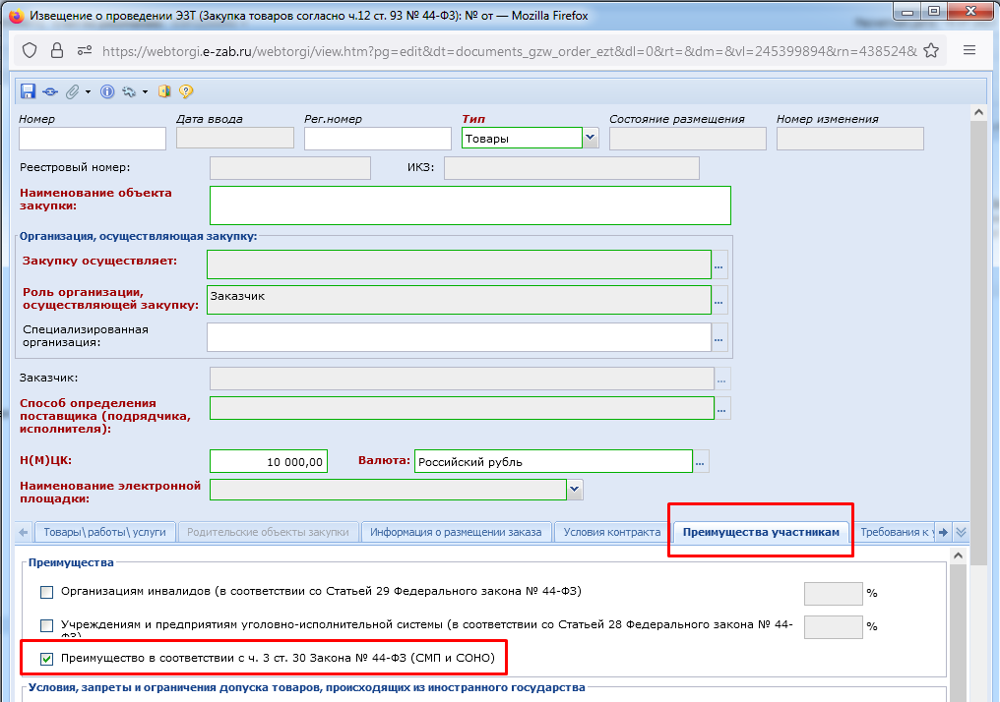 Извещение о проведении ЭЗТ (Закупка товаров согласно ч.12 ст. 93 № 44-ФЗ): № от — Mozilla Firefox
https://webtorgi.e-zab.ru/webtorgi/view.htm?pg=edit&dt=documents_gzw_order_ezt&dl=0&rt=&dm=&vl=245399894&rn=438524&
Номер Дата ввода Рег.номер Тип Состояние размещения Номер изменения
Товары
Реестровый номер: ИКЗ:
Наименование объекта
закупки:
Организация, осуществляющая закупку:
Закупку осуществляет: ...
Роль организации,
осуществляющей закупку: Заказчик ...
Специализированная
организация: ...
Заказчик: ...
Способ определения
поставщика (подрядчика,
исполнителя): ...
Н(М)ЦК: 10 000,00 Валюта: Российский рубль ...
Наименование электронной
площадки:
Товары\ работы\ услуги Родительские объекты закупки Информация о размещении заказа Условия контракта Преимущества участникам Требования к
Преимущества
Организациям инвалидов (в соответствии со Статьей 29 Федерального закона № 44-ФЗ) %
Учреждениям и предприятиям уголовно-исполнительной системы (в соответствии со Статьей 28 Федерального закона № 44-
ФЗ) %
Преимущество в соответствии с ч. 3 ст. 30 Закона № 44-ФЗ (СМП и СОНО)
Условия, запреты и ограничения допуска товаров, происходящих из иностранного государства